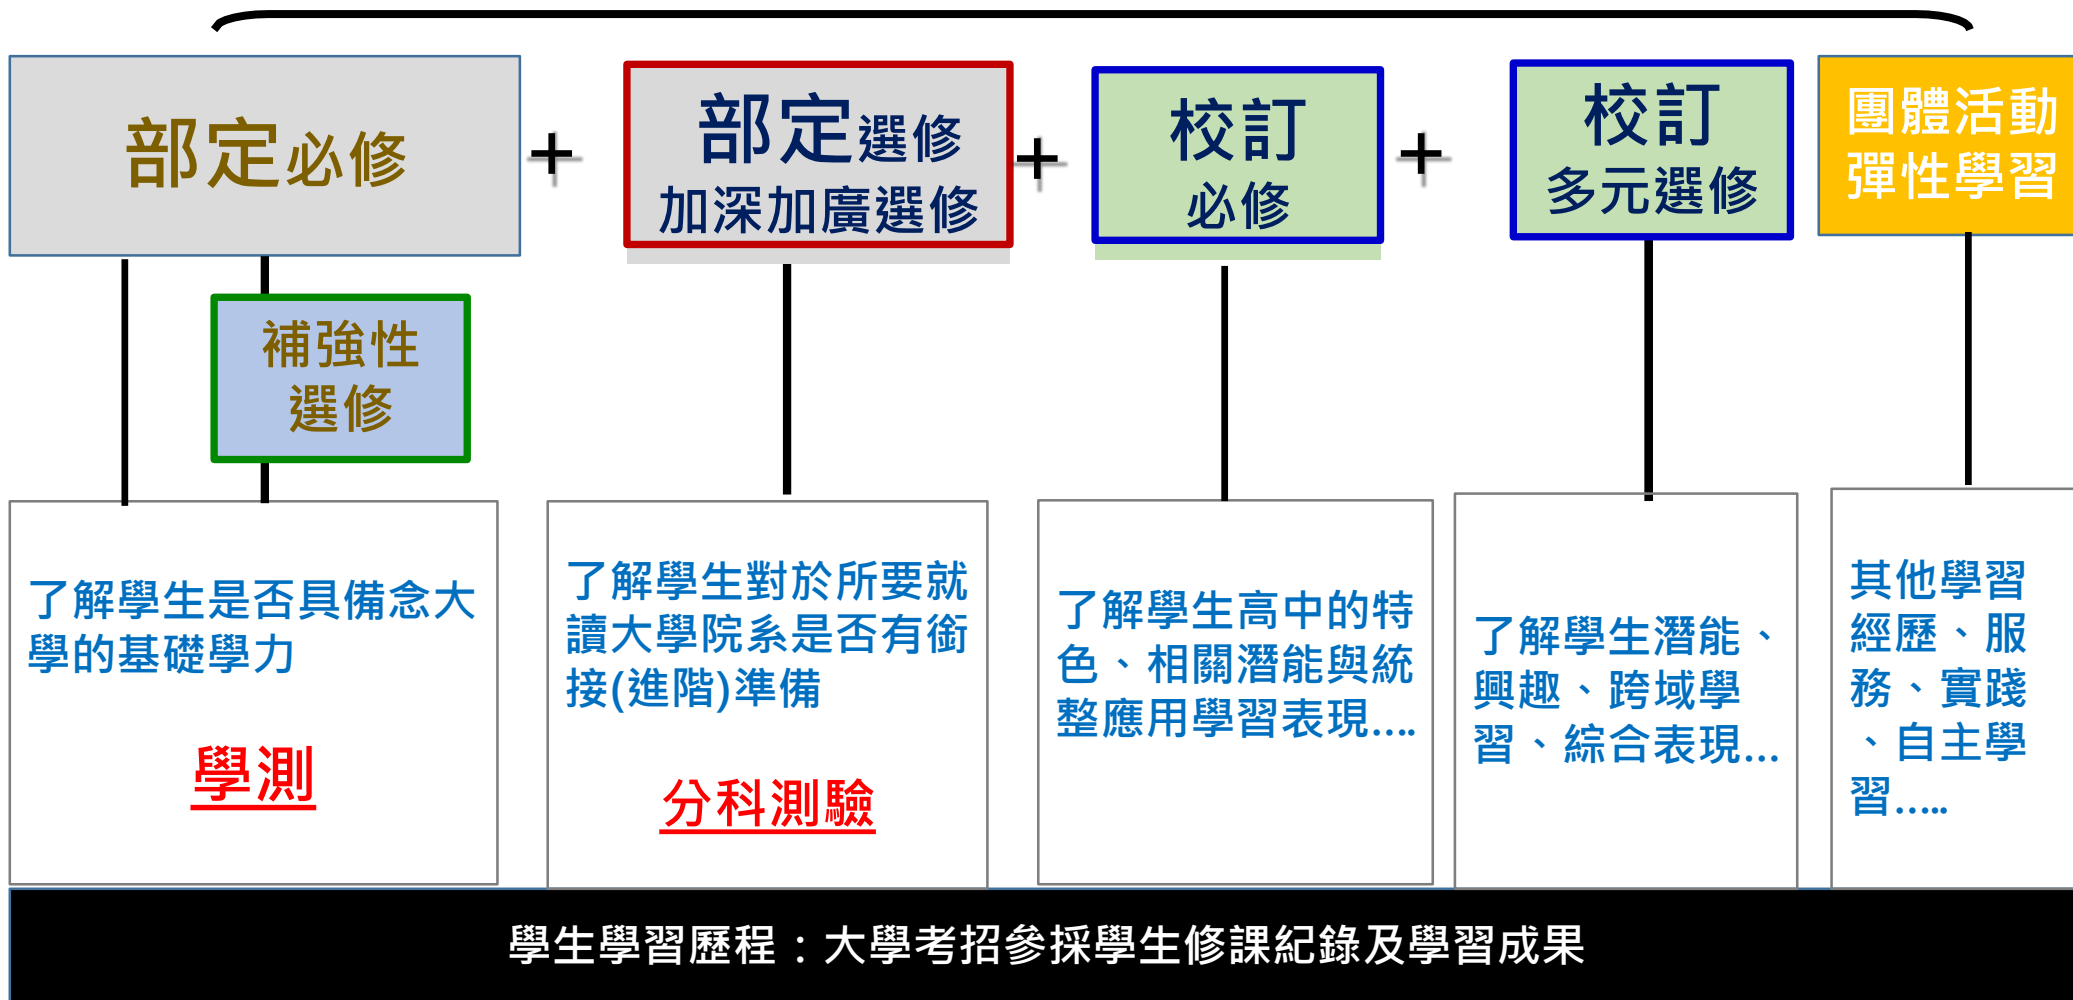 部定必修
+
部定選修
加深加廣選修
+
校訂
必修
+
校訂
多元選修
團體活動
彈性學習
補強性
選修
了解學生是否具備念大
學的基礎學力
學測
了解學生對於所要就
讀大學院系是否有銜
接(進階)準備
分科測驗
了解學生高中的特
色、相關潛能與統
整應用學習表現....
了解學生潛能、
興趣、跨域學
習、綜合表現...
其他學習
經歷、服
務、實踐
、自主學
習.....
學生學習歷程：大學考招參採學生修課紀錄及學習成果